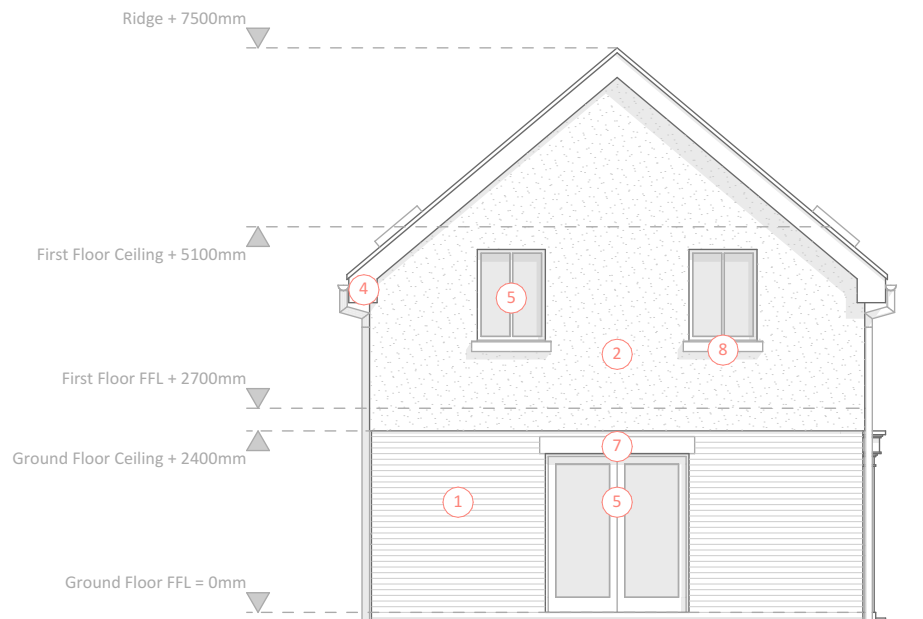 Ridge + 7500mm
First Floor Ceiling + 5100mm
4
5
8
2
First Floor FFL + 2700mm
Ground Floor Ceiling + 2400mm
7
1
5
Ground Floor FFL = 0mm